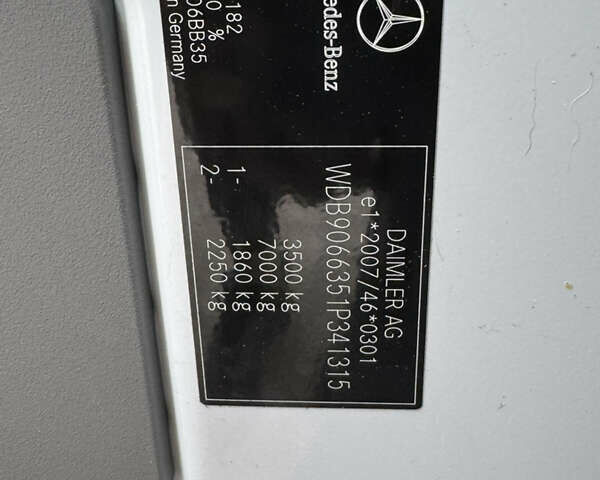 DAIMLER AG
e1*2007/46*0301
WDB9066351P341315
3500 kg
7000 kg
1- 1860 kg
2- 2250 kg
edes-Benz
182
0 %
06BB35
n Germany